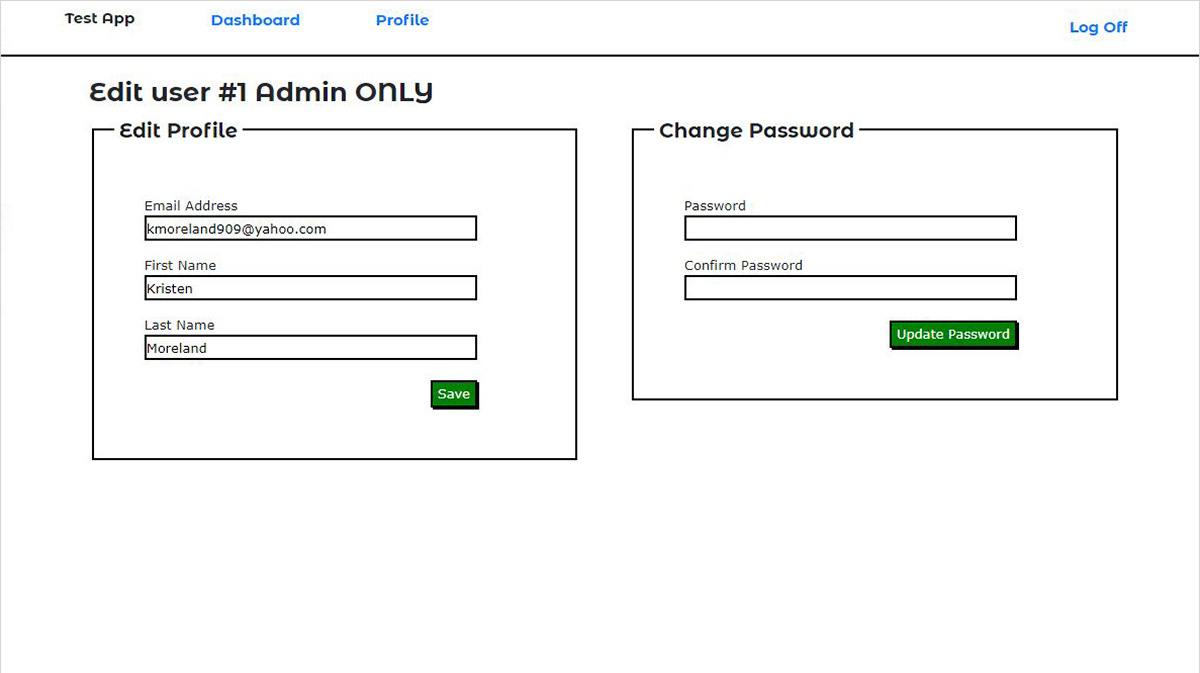 Test App
Dashboard
Profile
Log Off
Edit user #1 Admin ONLY
Edit Profile
Email Address
kmoreland909@yahoo.com
First Name
Kristen
Last Name
Moreland
Save
Change Password
Password
Confirm Password
Update Password